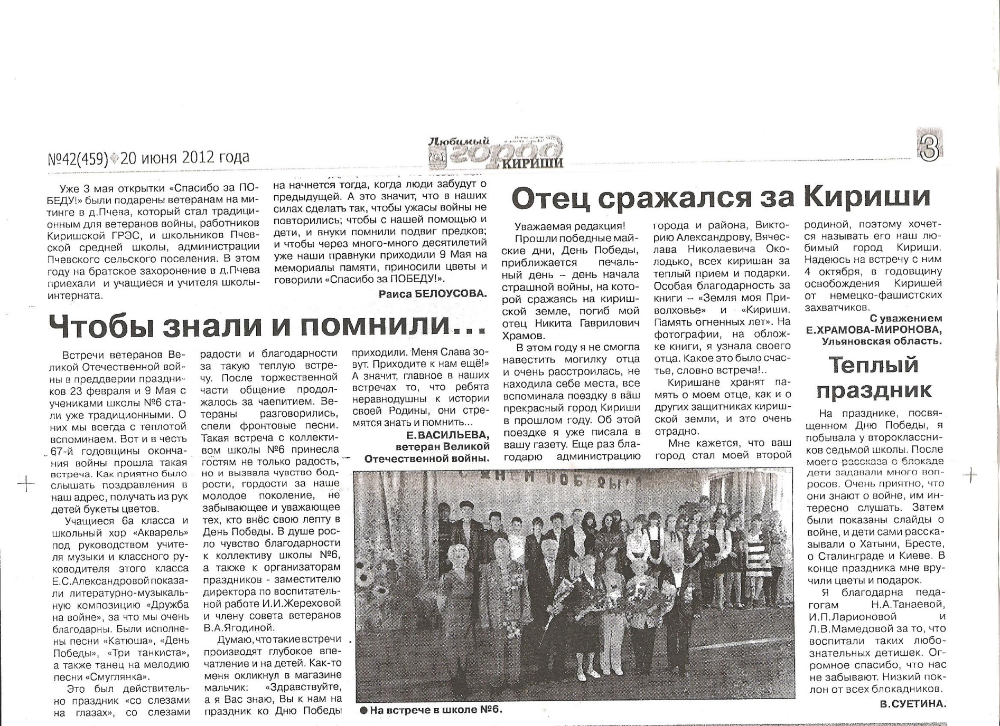 №42(459) 20 июня 2012 года
Любимый
город
КИРИШИ
3
Уже 3 мая открытки «Спасибо за ПО-
БЕДУ!» были подарены ветеранам на ми-
тинге в д.Пчева, который стал традици-
онным для ветеранов войны, работников
Киришской ГРЭС, и школьников Пчев-
ской средней школы, администрации
Пчевского сельского поселения. В этом
году на братское захоронение в д.Пчева
приехали и учащиеся и учителя школы-
интерната.
на начнется тогда, когда люди забудут о
предыдущей. А это значит, что в наших
силах сделать так, чтобы ужасы войны не
повторились; чтобы с нашей помощью и
дети, и внуки помнили подвиг предков;
и чтобы через много-много десятилетий
уже наши правнуки приходили 9 Мая на
мемориалы памяти, приносили цветы и
говорили «Спасибо за ПОБЕДУ!».
Раиса БЕЛОУСОВА.
Чтобы знали и помнили...
Встречи ветеранов Ве-
ликой Отечественной вой-
ны в преддверии праздни-
ков 23 февраля и 9 Мая с
учениками школы №6 ста-
ли уже традиционными. О
них мы всегда с теплотой
вспоминаем. Вот и в честь
67-й годовщины оконча-
ния войны прошла такая
встреча. Как приятно было
слышать поздравления в
наш адрес, получать из рук
детей букеты цветов.
Учащиеся 6а класса и
школьный хор «Акварель»
под руководством учите-
ля музыки и классного ру-
ководителя этого класса
Е.С.Александровой показа-
ли литературно-музыкаль-
ную композицию «Дружба
на войне», за что мы очень
благодарны. Были исполне-
ны песни «Катюша», «День
Победы», «Три танкиста»,
а также танец на мелодию
песни «Смуглянка».
Это был действитель-
но праздник «со слезами
на глазах», со слезами
радости и благодарности
за такую теплую встре-
чу. После торжественной
части общение продол-
жалось за чаепитием. Ве-
тераны разговорились,
спели фронтовые песни.
Такая встреча с коллекти-
вом школы №6 принесла
гостям не только радость,
но и вызвала чувство бод-
рости, гордости за наше
молодое поколение, не
забывающее и уважающее
тех, кто внёс свою лепту в
День Победы. В душе рос-
ло чувство благодарности
к коллективу школы №6,
а также к организаторам
праздников - заместителю
директора по воспитатель-
ной работе И.И.Жереховой
и члену совета ветеранов
В.А.Ягодиной.
Думаю, что такие встречи
производят глубокое впе-
чатление и на детей. Как-то
меня окликнул в магазине
мальчик: «Здравствуйте,
а я Вас знаю, Вы к нам на
праздник ко Дню Победы
приходили. Меня Слава зо-
вут. Приходите к нам ещё!»
А значит, главное в наших
встречах то, что ребята
неравнодушны к истории
своей Родины, они стре-
мятся знать и помнить...
Е.ВАСИЛЬЕВА,
ветеран Великой
Отечественной войны.
С ДНЕМ ПОБЕДЫ!
На встрече в школе №6.
Отец сражался за Кириши
Уважаемая редакция!
Прошли победные май-
ские дни, День Победы,
приближается печаль-
ный день – день начала
страшной войны, на кото-
рой сражаясь на кириш-
ской земле, погиб мой
отец Никита Гаврилович
Храмов.
В этом году я не смогла
навестить могилку отца
и очень расстроилась, не
находила себе места, все
вспоминала поездку в ваш
прекрасный город Кириши
в прошлом году. Об этой
поездке я уже писала в
вашу газету. Еще раз бла-
годарю администрацию
города и района, Викто-
рию Александрову, Вячес-
лава Николаевича Око-
лодько, всех киришан за
теплый прием и подарки.
Особая благодарность за
книги – «Земля моя При-
волховье» и «Кириши.
Память огненных лет». На
фотографии, на облож-
ке книги, я узнала своего
отца. Какое это было счас-
тье, словно встреча!..
Киришане хранят па-
мять о моем отце, как и о
других защитниках кириш-
ской земли, и это очень
отрадно.
Мне кажется, что ваш
город стал моей второй
родиной, поэтому хочет-
ся называть его наш лю-
бимый город Кириши.
Надеюсь на встречу с ним
4 октября, в годовщину
освобождения Киришей
от немецко-фашистских
захватчиков.
С уважением
Е.ХРАМОВА-МИРОНОВА,
Ульяновская область.
Теплый
праздник
На празднике, посвя-
щенном Дню Победы, я
побывала у второклассни-
ков седьмой школы. После
моего рассказа о блокаде
дети задавали много воп-
росов. Очень приятно, что
они знают о войне, им ин-
тересно слушать. Затем
были показаны слайды о
войне, и дети сами расска-
зывали о Хатыни, Бресте,
о Сталинграде и Киеве. В
конце праздника мне вру-
чили цветы и подарок.
Я благодарна педа-
гогам Н.А.Танаевой,
И.П.Ларионовой и
Л.В.Мамедовой за то, что
воспитали таких любо-
знательных детишек. Ог-
ромное спасибо, что нас
не забывают. Низкий пок-
лон от всех блокадников.
В.СУЕТИНА.